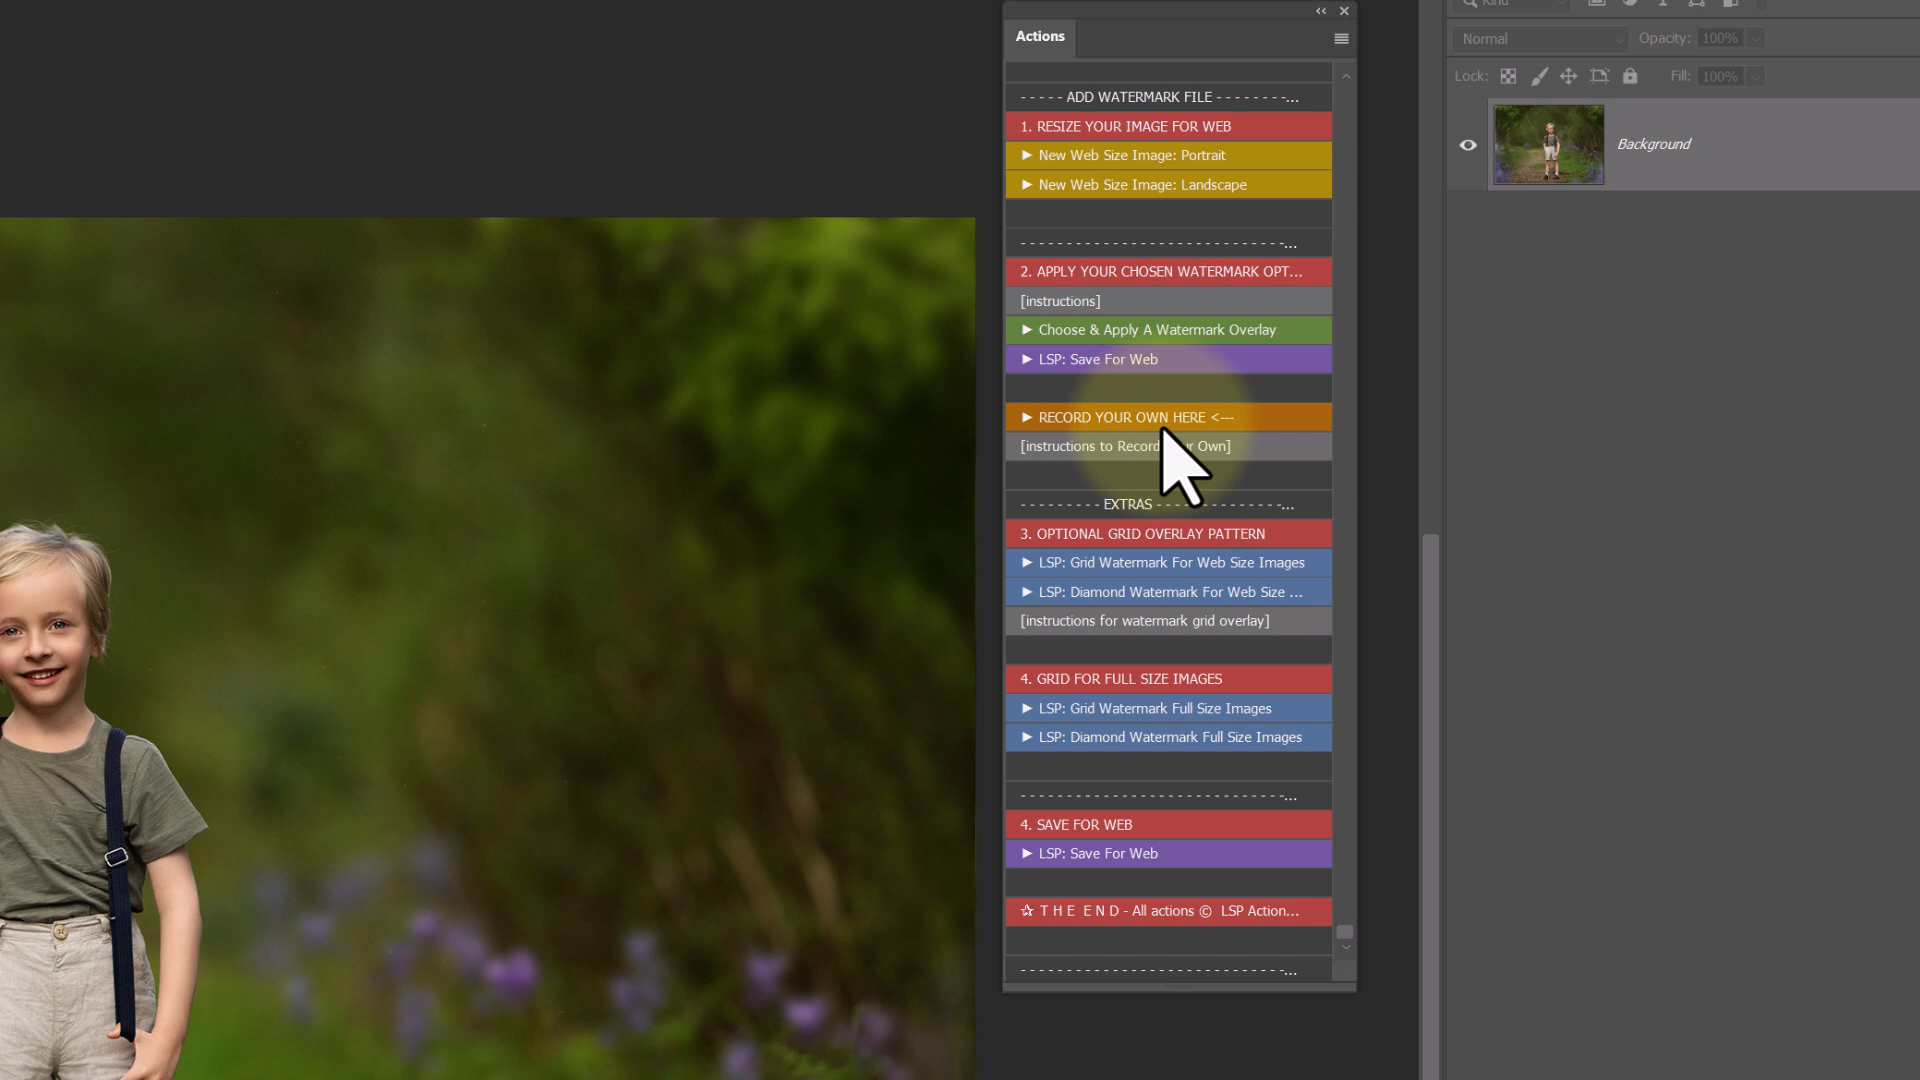 Actions
- - - - - ADD WATERMARK FILE - - - - - - - -...
1. RESIZE YOUR IMAGE FOR WEB
► New Web Size Image: Portrait
► New Web Size Image: Landscape
- - - - - - - - - - - - - - - - - - - - - - - - - - - - -...
2. APPLY YOUR CHOSEN WATERMARK OPT...
[instructions]
► Choose & Apply A Watermark Overlay
► LSP: Save For Web
► RECORD YOUR OWN HERE <---
[instructions to Record Own]
- - - - - - - - - EXTRAS - - - - - - - - - - - - - -...
3. OPTIONAL GRID OVERLAY PATTERN
► LSP: Grid Watermark For Web Size Images
► LSP: Diamond Watermark For Web Size ...
[instructions for watermark grid overlay]
4. GRID FOR FULL SIZE IMAGES
► LSP: Grid Watermark Full Size Images
► LSP: Diamond Watermark Full Size Images
- - - - - - - - - - - - - - - - - - - - - - - - - - - - -...
4. SAVE FOR WEB
► LSP: Save For Web
☆ T H E  E N D - All actions ©  LSP Action...
- - - - - - - - - - - - - - - - - - - - - - - - - - - - -...
Kind
Normal
Opacity: 100%
Lock:
Fill: 100%
Background